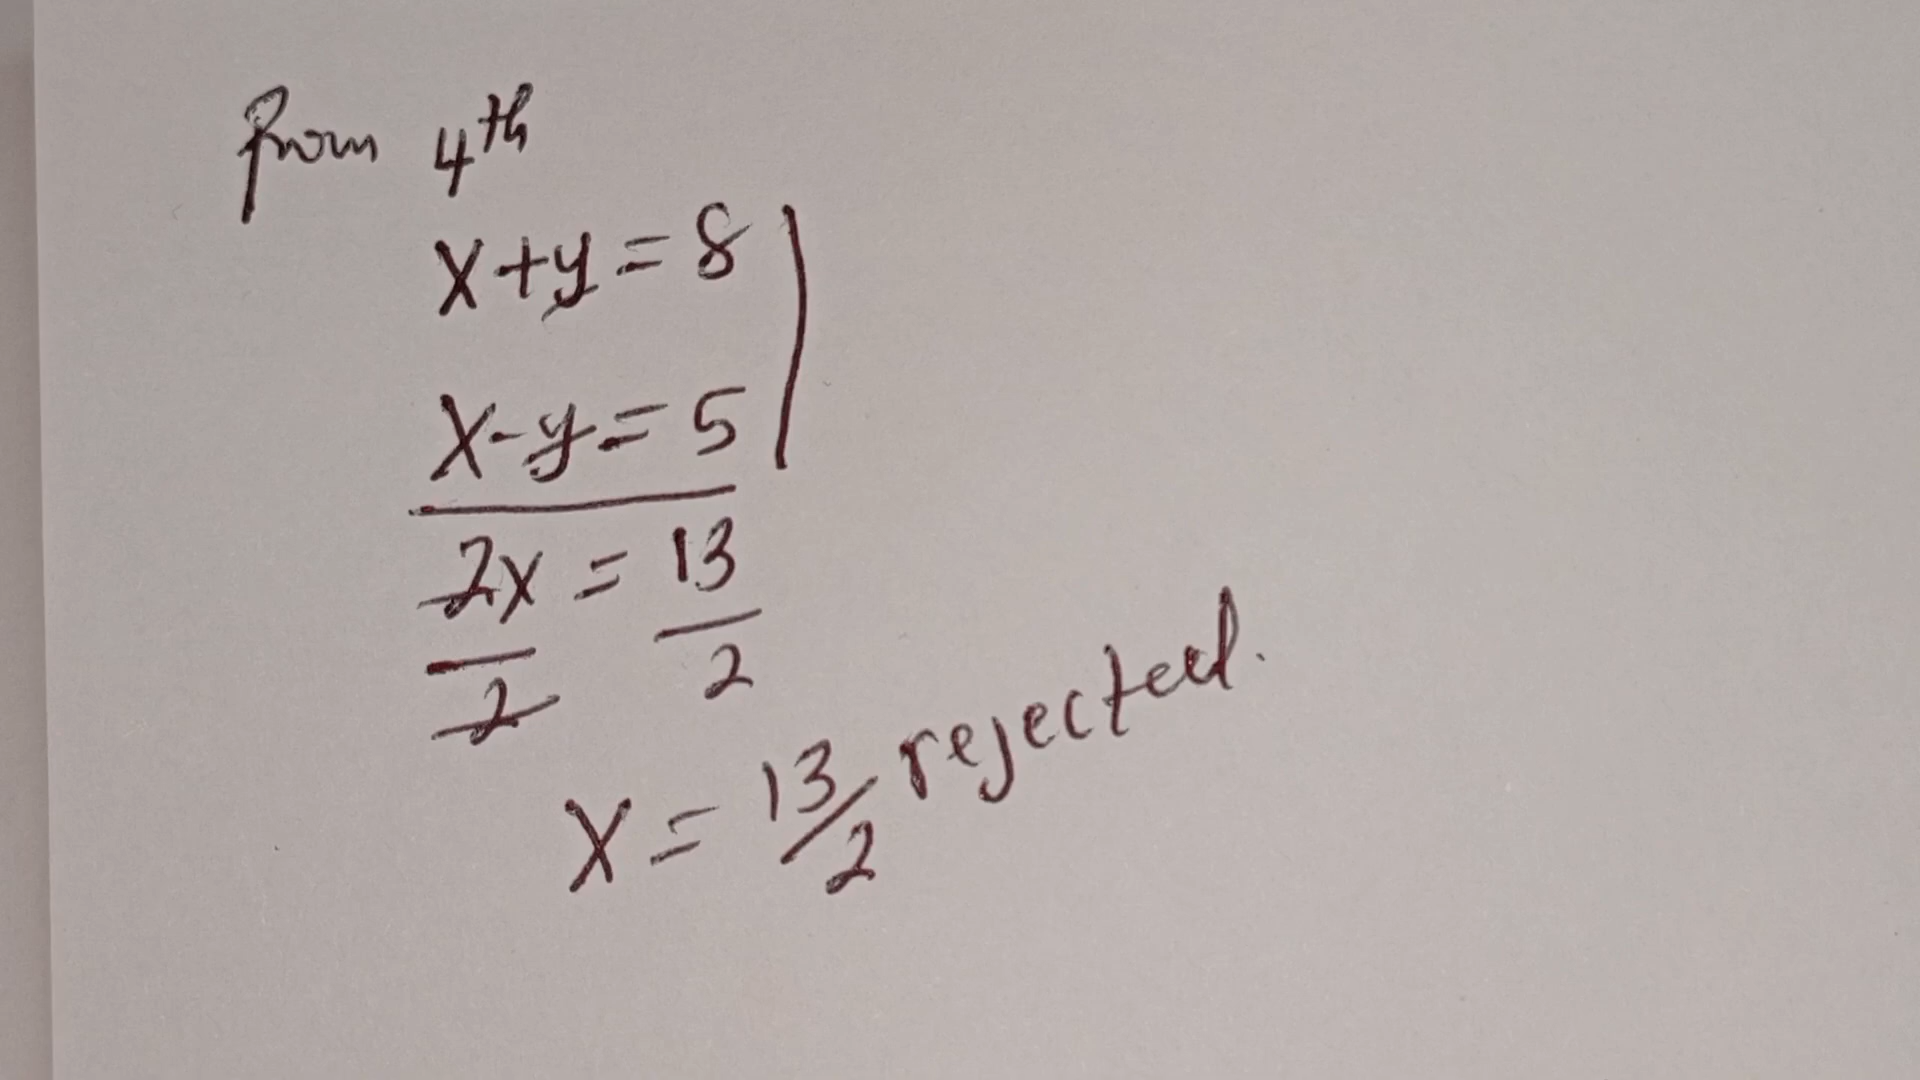 from 4th
x+y=8
x-y=5
2x = 13
2 2
x = 13/2 rejected.